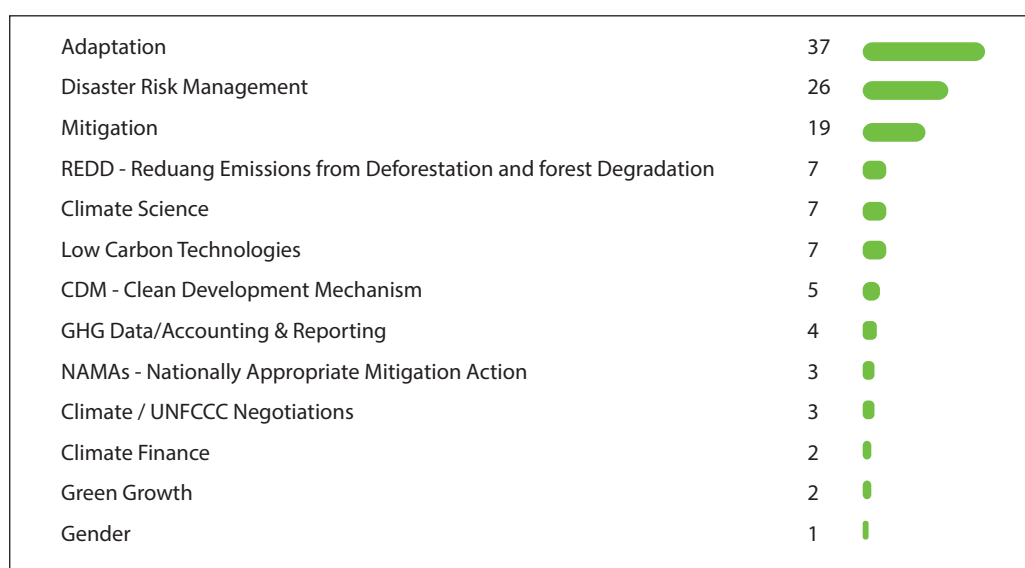 Adaptation 37
Disaster Risk Management 26
Mitigation 19
REDD - Reduang Emissions from Deforestation and forest Degradation 7
Climate Science 7
Low Carbon Technologies 7
CDM - Clean Development Mechanism 5
GHG Data/Accounting & Reporting 4
NAMAs - Nationally Appropriate Mitigation Action 3
Climate / UNFCCC Negotiations 3
Climate Finance 2
Green Growth 2
Gender 1